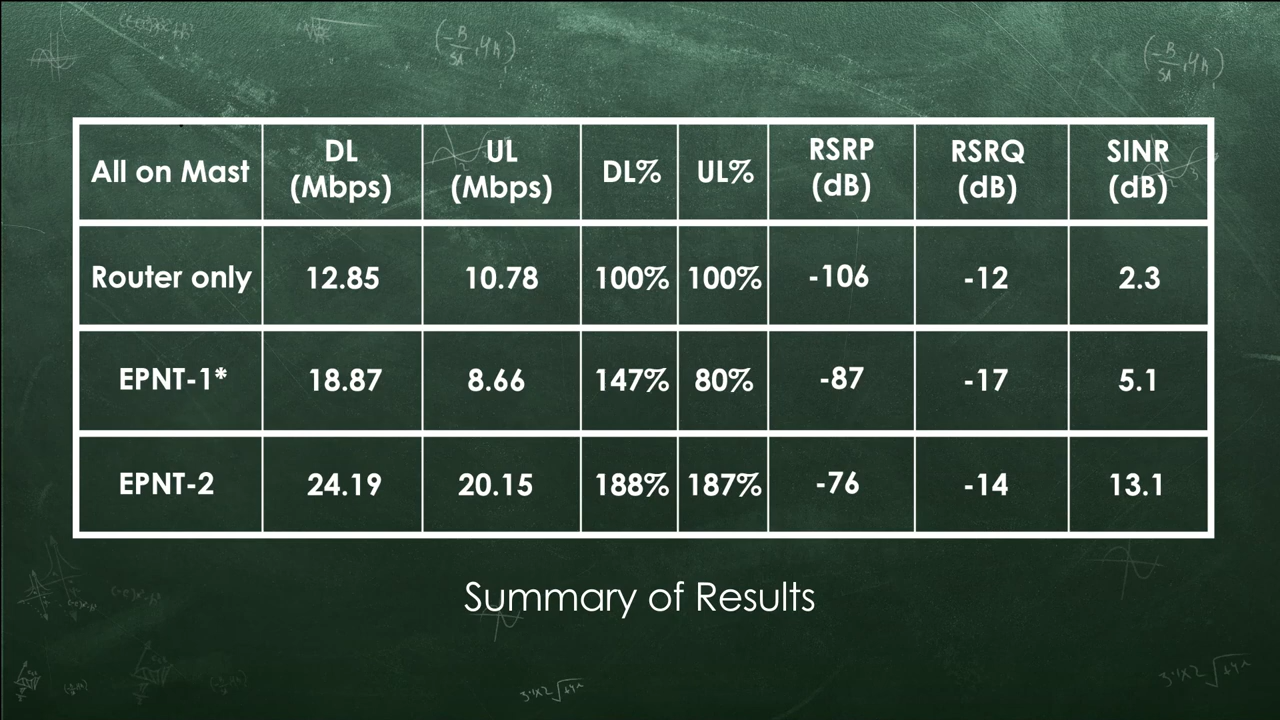 All on Mast
DL
(Mbps)
UL
(Mbps)
DL%
UL%
RSRP
(dB)
RSRQ
(dB)
SINR
(dB)
Router only 12.85 10.78 100% 100% -106 -12 2.3
EPNT-1* 18.87 8.66 147% 80% -87 -17 5.1
EPNT-2 24.19 20.15 188% 187% -76 -14 13.1
Summary of Results